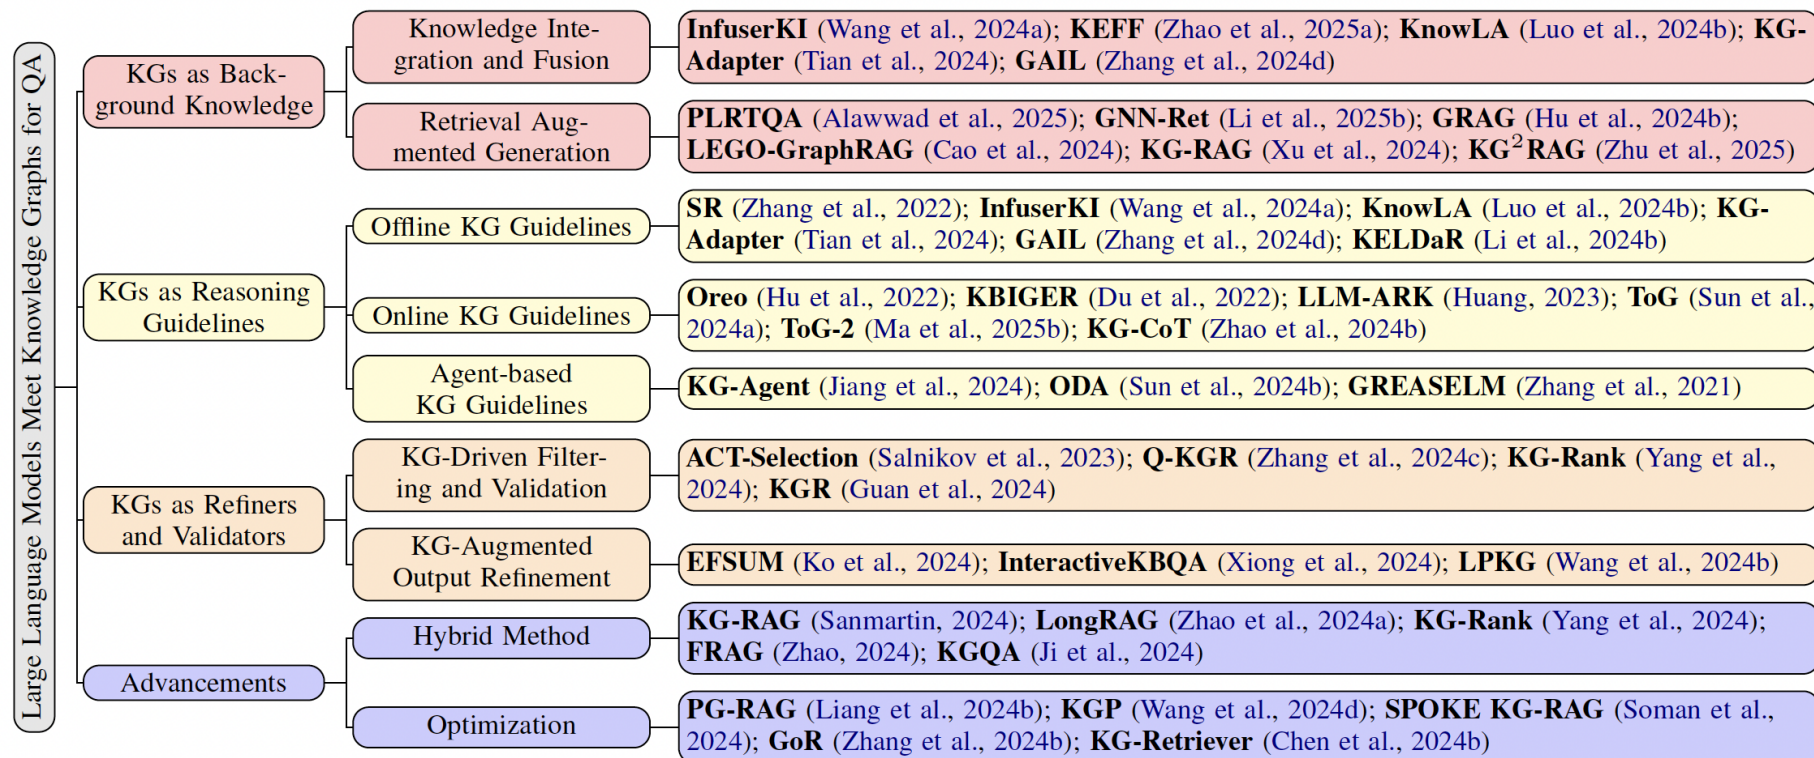 Large Language Models Meet Knowledge Graphs for QA
KGs as Back-
ground Knowledge
Knowledge Inte-
gration and Fusion
InfuserKI (Wang et al., 2024a); KEFF (Zhao et al., 2025a); KnowLA (Luo et al., 2024b); KG-
Adapter (Tian et al., 2024); GAIL (Zhang et al., 2024d)
Retrieval Aug-
mented Generation
PLRTQA (Alawwad et al., 2025); GNN-Ret (Li et al., 2025b); GRAG (Hu et al., 2024b);
LEGO-GraphRAG (Cao et al., 2024); KG-RAG (Xu et al., 2024); KG²RAG (Zhu et al., 2025)
KGs as Reasoning
Guidelines
Offline KG Guidelines
SR (Zhang et al., 2022); InfuserKI (Wang et al., 2024a); KnowLA (Luo et al., 2024b); KG-
Adapter (Tian et al., 2024); GAIL (Zhang et al., 2024d); KELDaR (Li et al., 2024b)
Online KG Guidelines
Oreo (Hu et al., 2022); KBIGER (Du et al., 2022); LLM-ARK (Huang, 2023); ToG (Sun et al.,
2024a); ToG-2 (Ma et al., 2025b); KG-CoT (Zhao et al., 2024b)
Agent-based
KG Guidelines
KG-Agent (Jiang et al., 2024); ODA (Sun et al., 2024b); GREASELM (Zhang et al., 2021)
KGs as Refiners
and Validators
KG-Driven Filter-
ing and Validation
ACT-Selection (Salnikov et al., 2023); Q-KGR (Zhang et al., 2024c); KG-Rank (Yang et al.,
2024); KGR (Guan et al., 2024)
KG-Augmented
Output Refinement
EFSUM (Ko et al., 2024); InteractiveKBQA (Xiong et al., 2024); LPKG (Wang et al., 2024b)
Advancements
Hybrid Method
KG-RAG (Sanmartin, 2024); LongRAG (Zhao et al., 2024a); KG-Rank (Yang et al., 2024);
FRAG (Zhao, 2024); KGQA (Ji et al., 2024)
Optimization
PG-RAG (Liang et al., 2024b); KGP (Wang et al., 2024d); SPOKE KG-RAG (Soman et al.,
2024); GoR (Zhang et al., 2024b); KG-Retriever (Chen et al., 2024b)